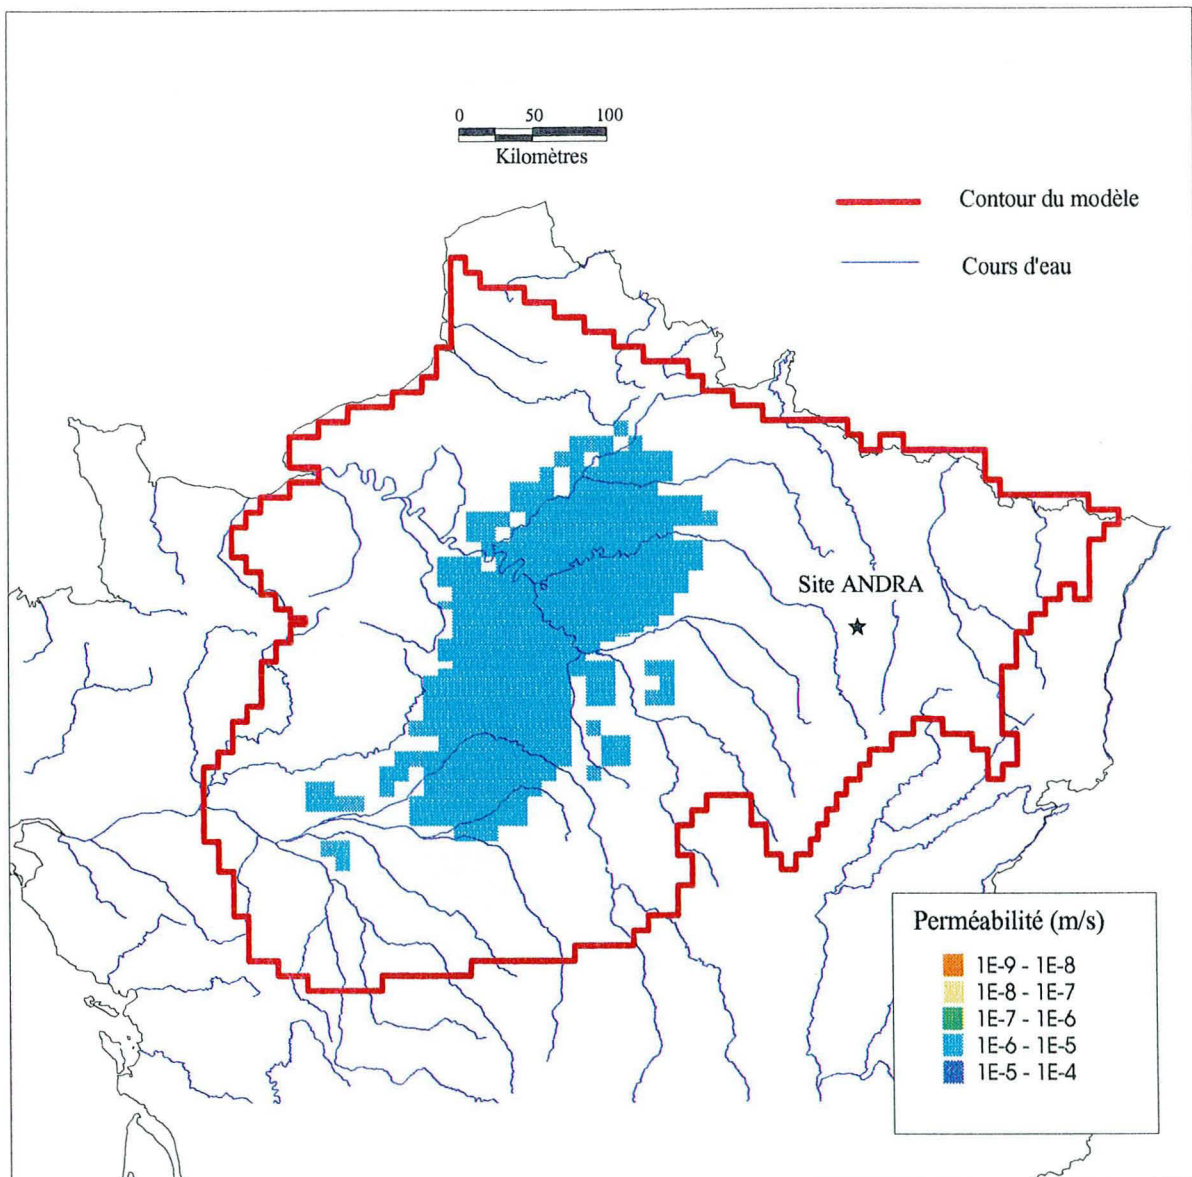 0 50 100
Kilomètres
Contour du modèle
Cours d'eau
Site ANDRA
Perméabilité (m/s)
1E-9 - 1E-8
1E-8 - 1E-7
1E-7 - 1E-6
1E-6 - 1E-5
1E-5 - 1E-4